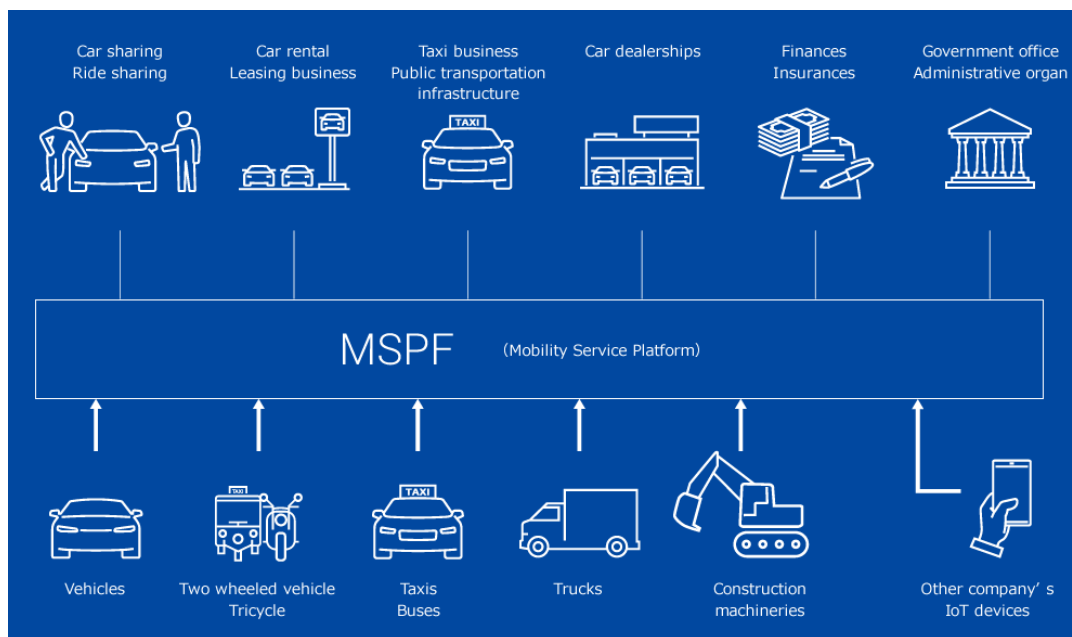 Car sharing
Ride sharing
Car rental
Leasing business
Taxi business
Public transportation
infrastructure
Car dealerships
Finances
Insurances
Government office
Administrative organ
TAXI
MSPF
(Mobility Service Platform)
TAXI
TAXI
Vehicles
Two wheeled vehicle
Tricycle
Taxis
Buses
Trucks
Construction
machineries
Other company’s
IoT devices